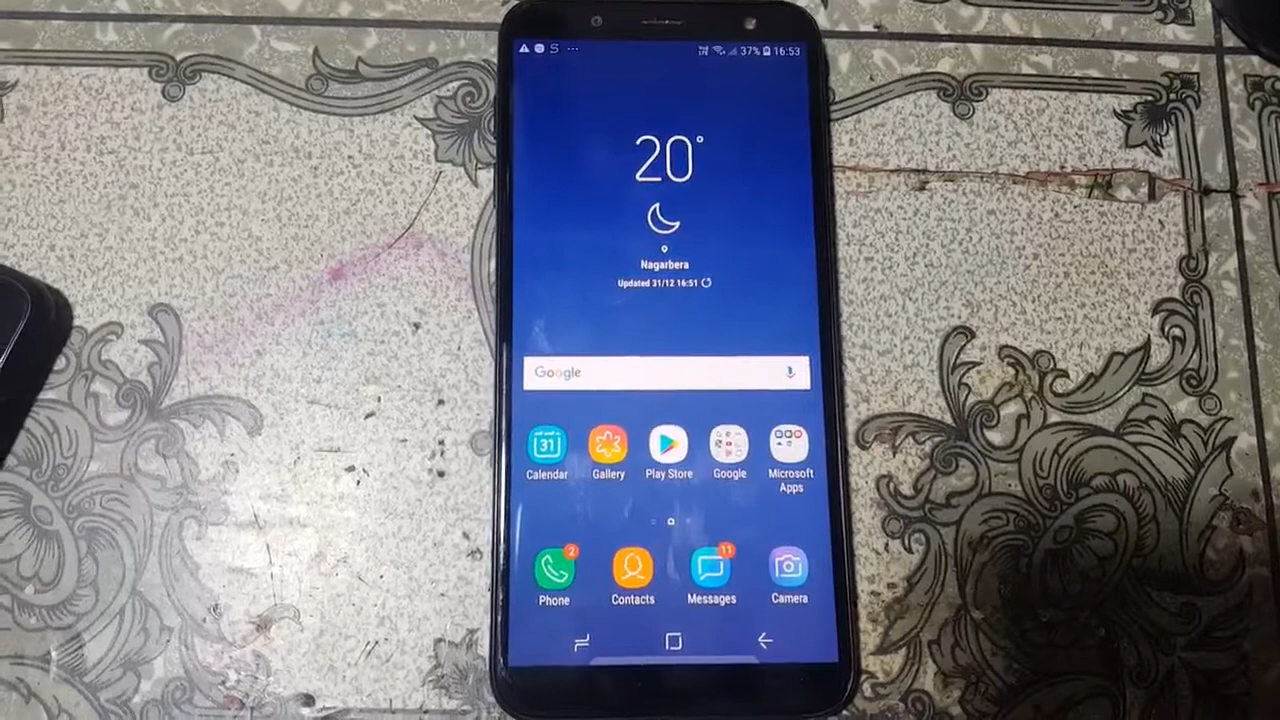 37% 16:53
20°
Nagarbera
Updated 31/12 16:51
Google
31
Calendar
Gallery
Play Store
Google
Microsoft Apps
2
11
Phone
Contacts
Messages
Camera